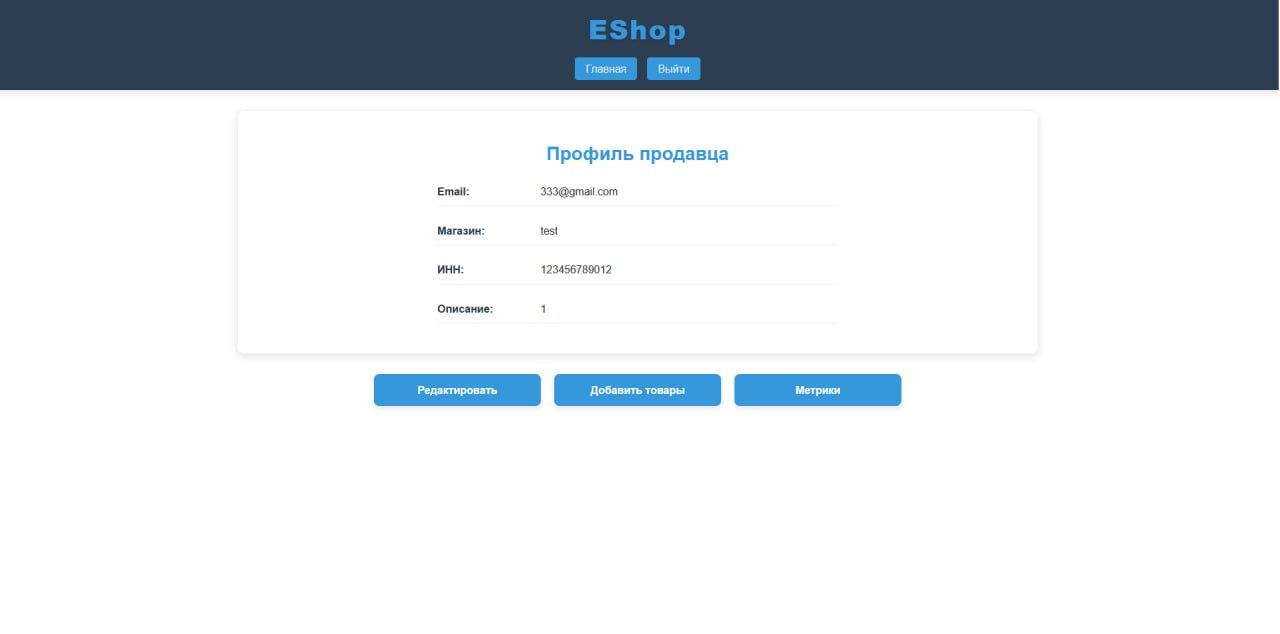 EShop
Главная Выйти
Профиль продавца
Email: 333@gmail.com
Магазин: test
ИНН: 123456789012
Описание: 1
Редактировать Добавить товары Метрики